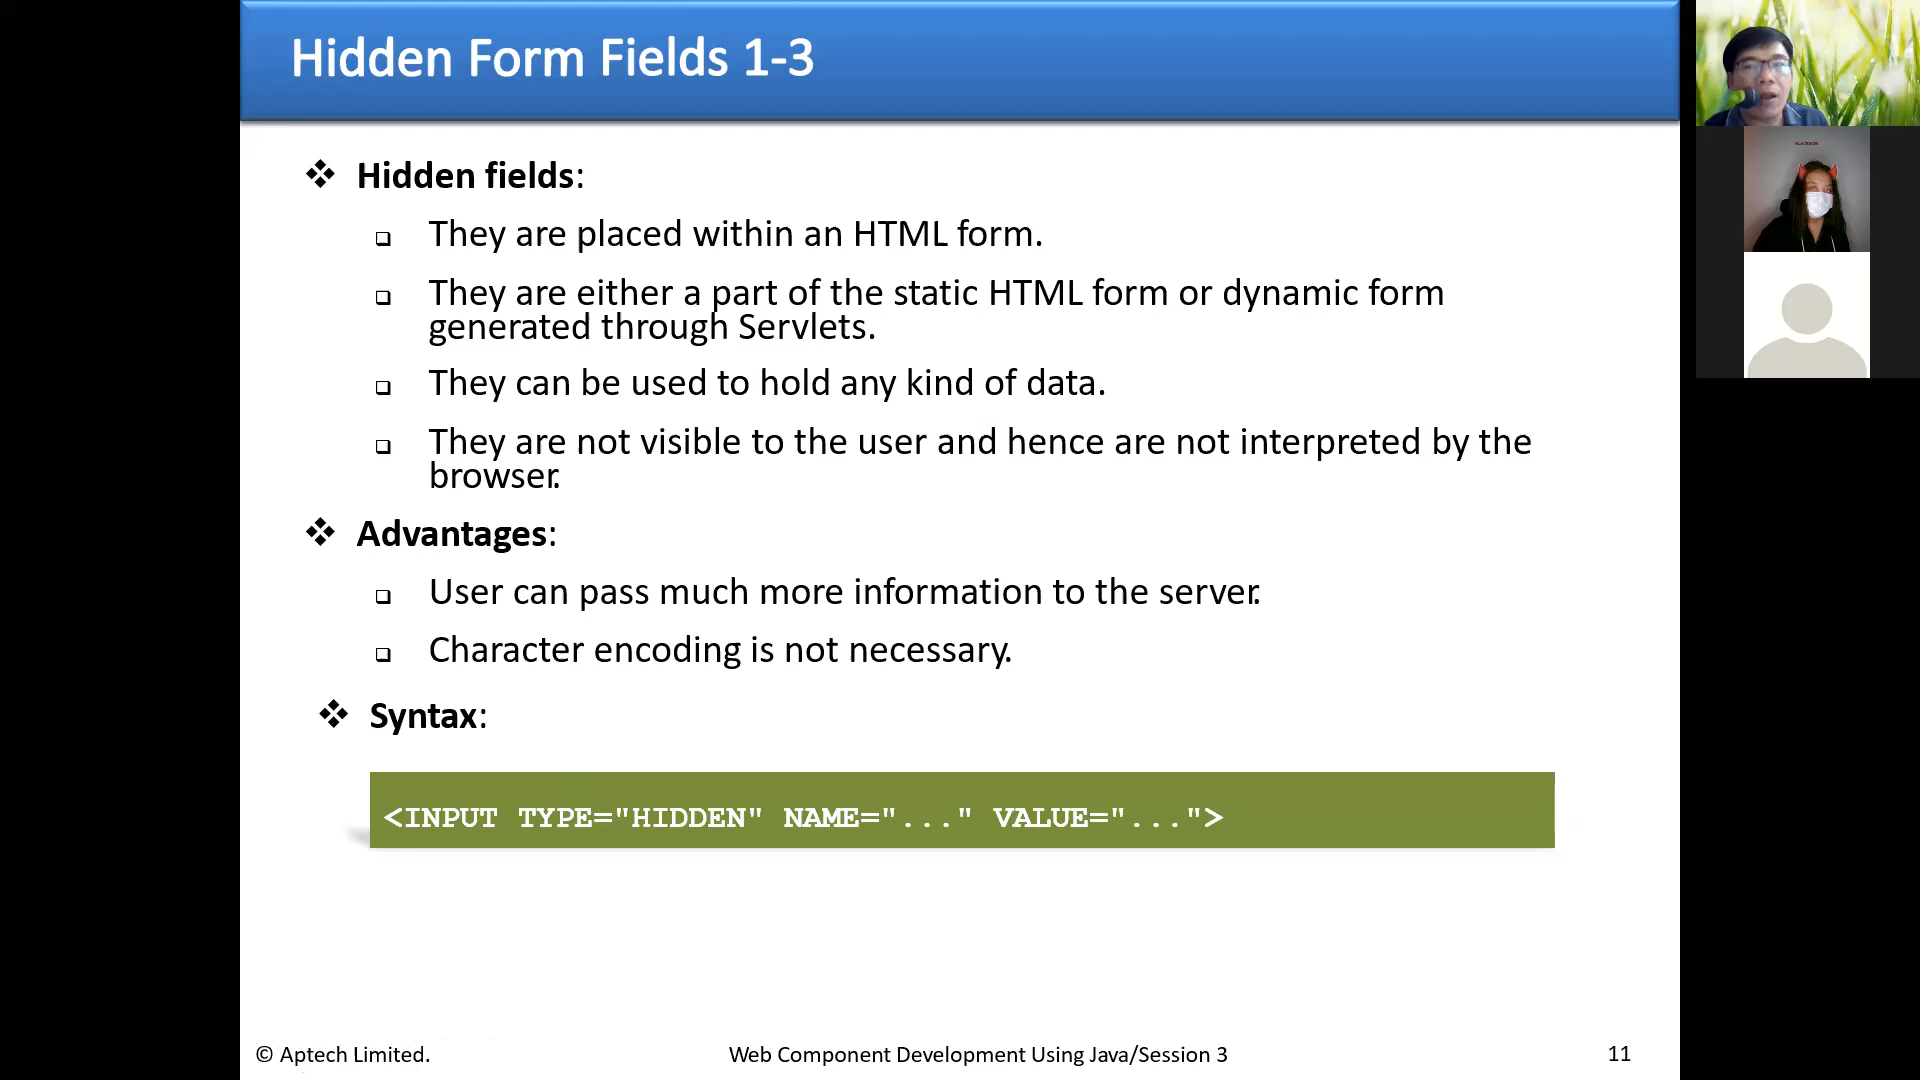 Hidden Form Fields 1-3
Hidden fields:
They are placed within an HTML form.
They are either a part of the static HTML form or dynamic form
generated through Servlets.
They can be used to hold any kind of data.
They are not visible to the user and hence are not interpreted by the
browser.
Advantages:
User can pass much more information to the server.
Character encoding is not necessary.
Syntax:
<INPUT TYPE="HIDDEN" NAME="..." VALUE="...">
© Aptech Limited.
Web Component Development Using Java/Session 3
11